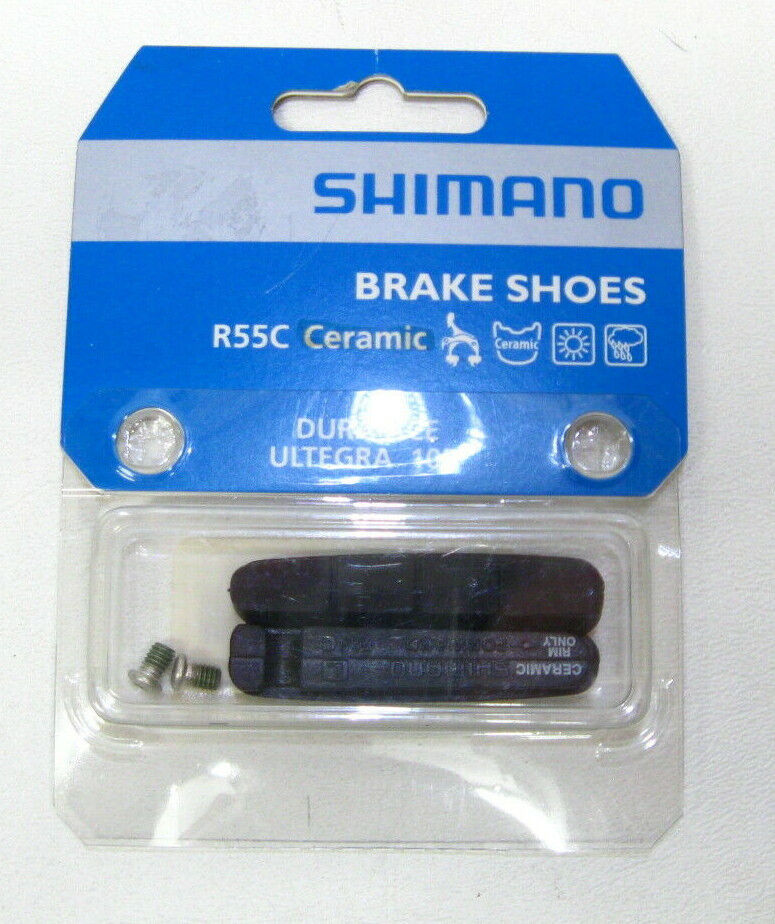 SHIMANO
BRAKE SHOES
R55C Ceramic
Ceramic
ULTEGRA
CERAMIC
RIM
ONLY
SHIMANO